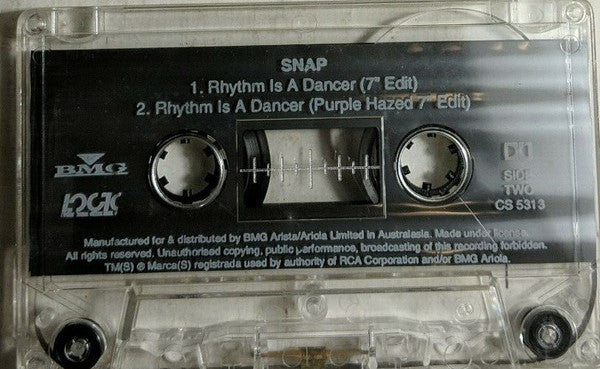 SNAP
1. Rhythm Is A Dancer (7" Edit)
2. Rhythm Is A Dancer (Purple Hazed 7" Edit)
BMG
LOGIC
SIDE
TWO
CS 5313
Manufactured for & distributed by BMG Arista/Ariola Limited in Australasia. Made under license.
All rights reserved. Unauthorised copying, public performance, broadcasting of this recording forbidden.
TM(S) ® Marca(S) registrada used by authority of RCA Corporation and/or BMG Ariola.